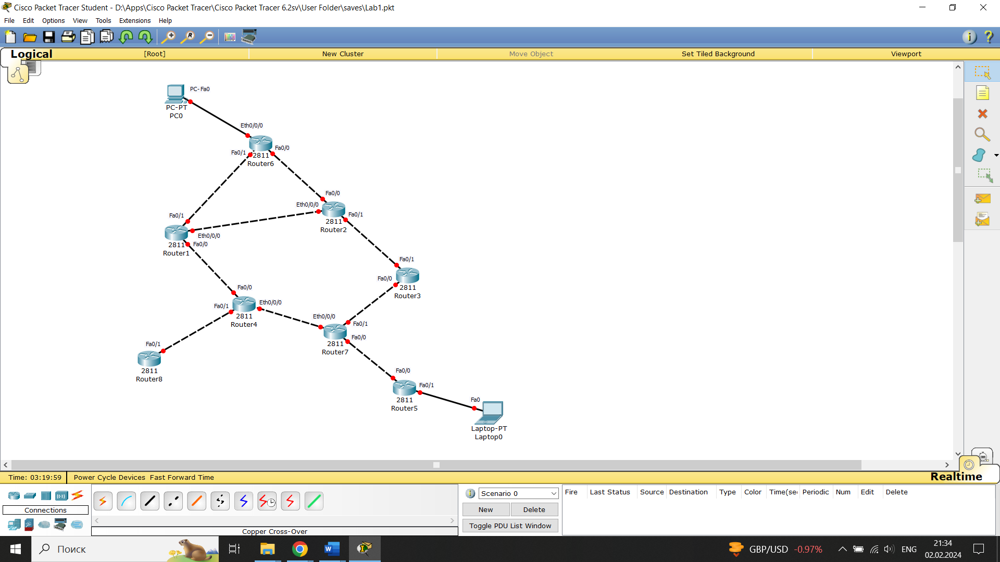 Cisco Packet Tracer Student - D:\Apps\Cisco Packet Tracer\Cisco Packet Tracer 6.2sv\User Folder\saves\Lab1.pkt
File Edit Options View Tools Extensions Help
Logical [Root] New Cluster Move Object Set Tiled Background Viewport
PC-Fa0
PC-PT
PC0
Eth0/0/0
Fa0/1 Fa0/0
2811
Router6
Fa0/0
Eth0/0/0
Fa0/1
2811
Router2
Fa0/1
Eth0/0/0
Fa0/0
2811
Router1
Fa0/1
Fa0/0
2811
Router3
Fa0/0
Fa0/1 Eth0/0/0
2811
Router4
Eth0/0/0
Fa0/1
Fa0/0
2811
Router7
Fa0/1
2811
Router8
Fa0/0
Fa0/1
2811
Router5
Fa0
Laptop-PT
Laptop0
Time: 03:19:59 Power Cycle Devices Fast Forward Time Realtime
Connections
Copper Cross-Over
Scenario 0
New Delete
Toggle PDU List Window
Fire Last Status Source Destination Type Color Time(sec Periodic Num Edit Delete
Поиск
GBP/USD -0.97%
ENG
21:34
02.02.2024